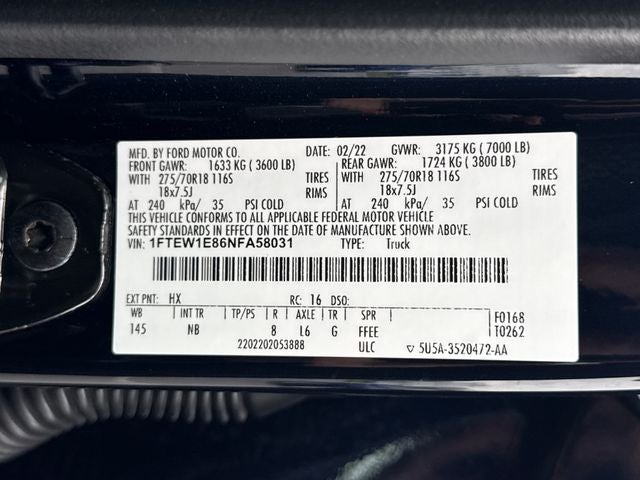 MFD. BY FORD MOTOR CO. DATE: 02/22 GVWR: 3175 KG ( 7000 LB)
FRONT GAWR: 1633 KG ( 3600 LB) REAR GAWR: 1724 KG ( 3800 LB)
WITH 275/70R18 116S TIRES WITH 275/70R18 116S TIRES
18x7.5J RIMS 18x7.5J RIMS
AT 240 kPa/ 35 PSI COLD AT 240 kPa/ 35 PSI COLD
THIS VEHICLE CONFORMS TO ALL APPLICABLE FEDERAL MOTOR VEHICLE
SAFETY STANDARDS IN EFFECT ON THE DATE OF MANUFACTURE SHOWN ABOVE.
VIN: 1FTEW1E86NFA58031 TYPE: Truck
EXT PNT: HX RC: 16 DSO:
WB INT TR TP/PS R AXLE TR SPR F0168
145 NB 8 L6 G FFEE T0262
2202202053888 ULC ▽ 5U5A-3520472-AA